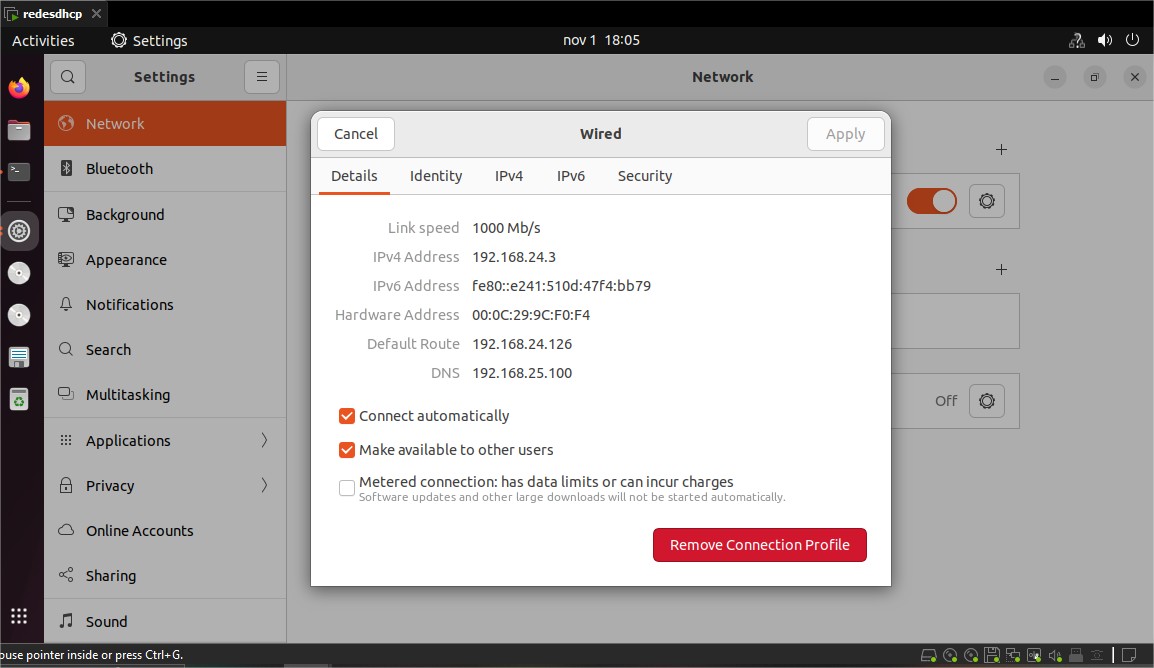 redesdhcp
Activities Settings nov 1 18:05
Settings Network
Cancel Wired Apply
Details Identity IPv4 IPv6 Security
Link speed 1000 Mb/s
IPv4 Address 192.168.24.3
IPv6 Address fe80::e241:510d:47f4:bb79
Hardware Address 00:0C:29:9C:F0:F4
Default Route 192.168.24.126
DNS 192.168.25.100
Connect automatically
Make available to other users
Metered connection: has data limits or can incur charges
Software updates and other large downloads will not be started automatically.
Remove Connection Profile
Network
Bluetooth
Background
Appearance
Notifications
Search
Multitasking
Applications
Privacy
Online Accounts
Sharing
Sound
Off
ouse pointer inside or press Ctrl+G.